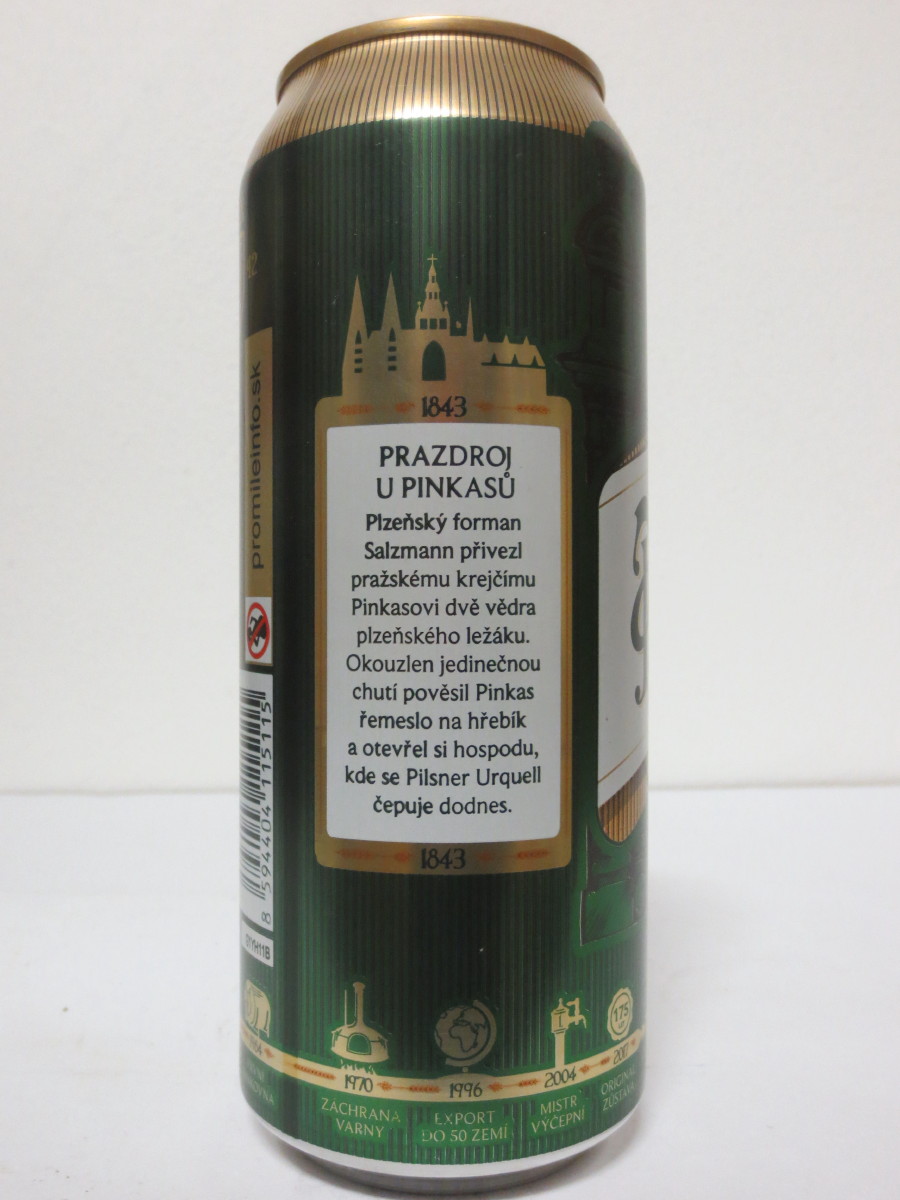 1843
PRAZDROJ
U PINKASŮ
Plzeňský forman
Salzmann přivezl
pražskému krejčímu
Pinkasovi dvě vědra
plzeňského ležáku.
Okouzlen jedinečnou
chutí pověsil Pinkas
řemeslo na hřebík
a otevřel si hospodu,
kde se Pilsner Urquell
čepuje dodnes.
1843
promileinfo.sk
8 594404 115115
1970
ZÁCHRANA
VARNY
1996
EXPORT
DO 50 ZEMÍ
2004
MISTR
VÝČEPNÍ
175
2017